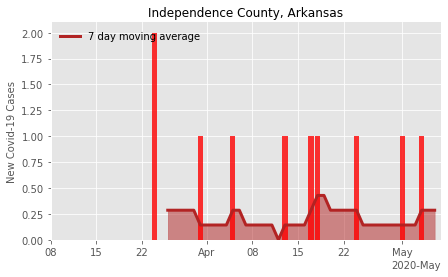 Independence County, Arkansas
7 day moving average
New Covid-19 Cases
2.00
1.75
1.50
1.25
1.00
0.75
0.50
0.25
0.00
08 15 22 Apr 08 15 22 May
2020-May